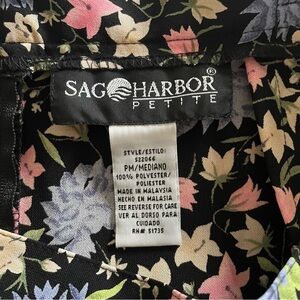 SAG HARBOR®
PETITE
STYLE/ESTILO:
S22066
PM/MEDIANO
100% POLYESTER/
POLIESTER
MADE IN MALAYSIA
HECHO EN MALASIA
SEE REVERSE FOR CARE
VER AL DORSO PARA
CUIDADO
RN# 51735